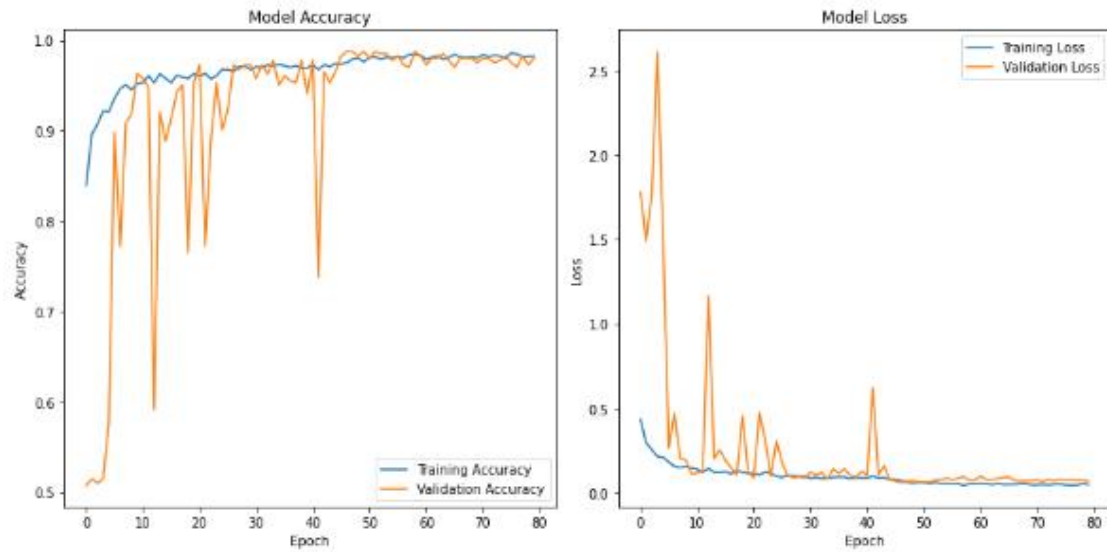 Model Accuracy
1.0
0.9
0.8
0.7
0.6
0.5
Accuracy
0 10 20 30 40 50 60 70 80
Epoch
Training Accuracy
Validation Accuracy
Model Loss
2.5
2.0
1.5
1.0
0.5
0.0
Loss
0 10 20 30 40 50 60 70 80
Epoch
Training Loss
Validation Loss